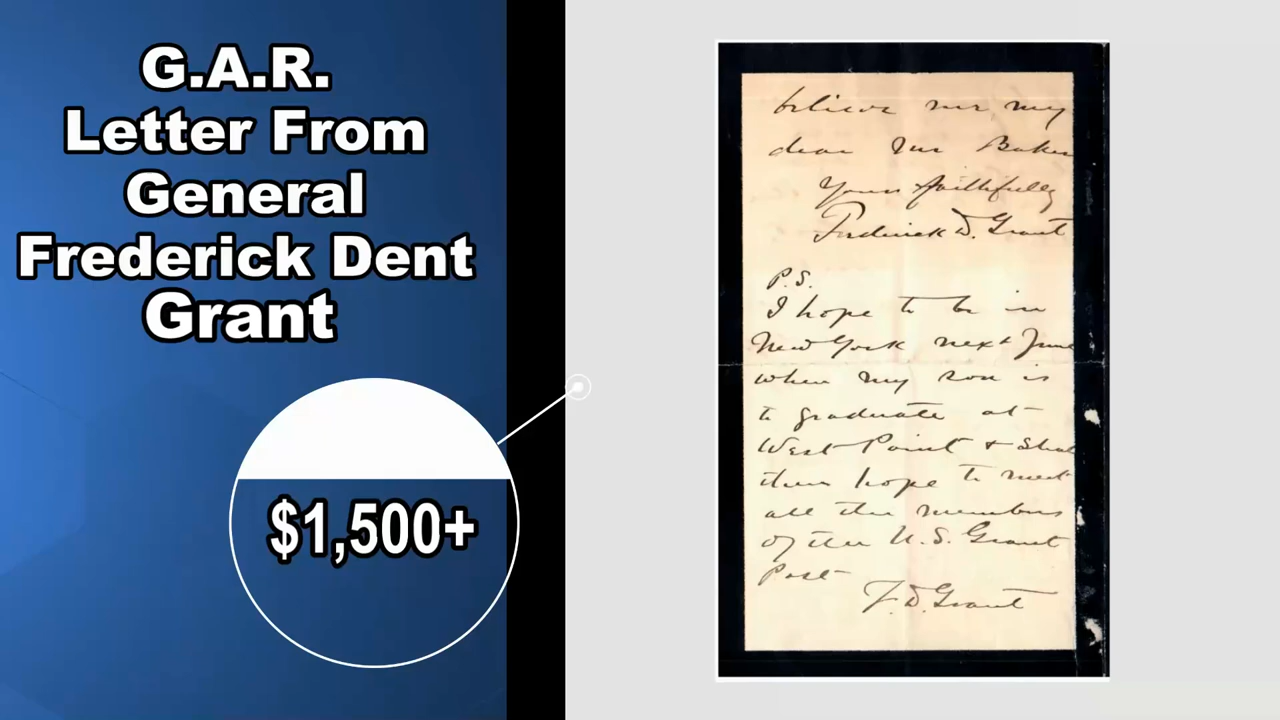 G.A.R.
Letter From
General
Frederick Dent
Grant
$1,500+
believe me my
dear Mr Baker
Yours faithfully
Frederick D. Grant
P.S.
I hope to be in
New York next June
when my son is
to graduate at
West Point + Shal
then hope to meet
all the members
of the U.S. Grant
Post
F. D. Grant